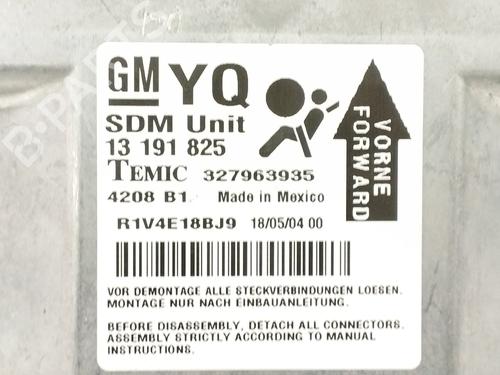 GM YQ
SDM Unit
13 191 825
TEMIC 327963935
4208 B1. Made in Mexico
R1V4E18BJ9 18/05/04 00
VORNE
FORWARD
VOR DEMONTAGE ALLE STECKVERBINDUNGEN LOESEN.
MONTAGE NUR NACH EINBAUANLEITUNG.
BEFORE DISASSEMBLY, DETACH ALL CONNECTORS.
ASSEMBLY STRICTLY ACCORDING TO MANUAL
INSTRUCTIONS.
B-PARTS